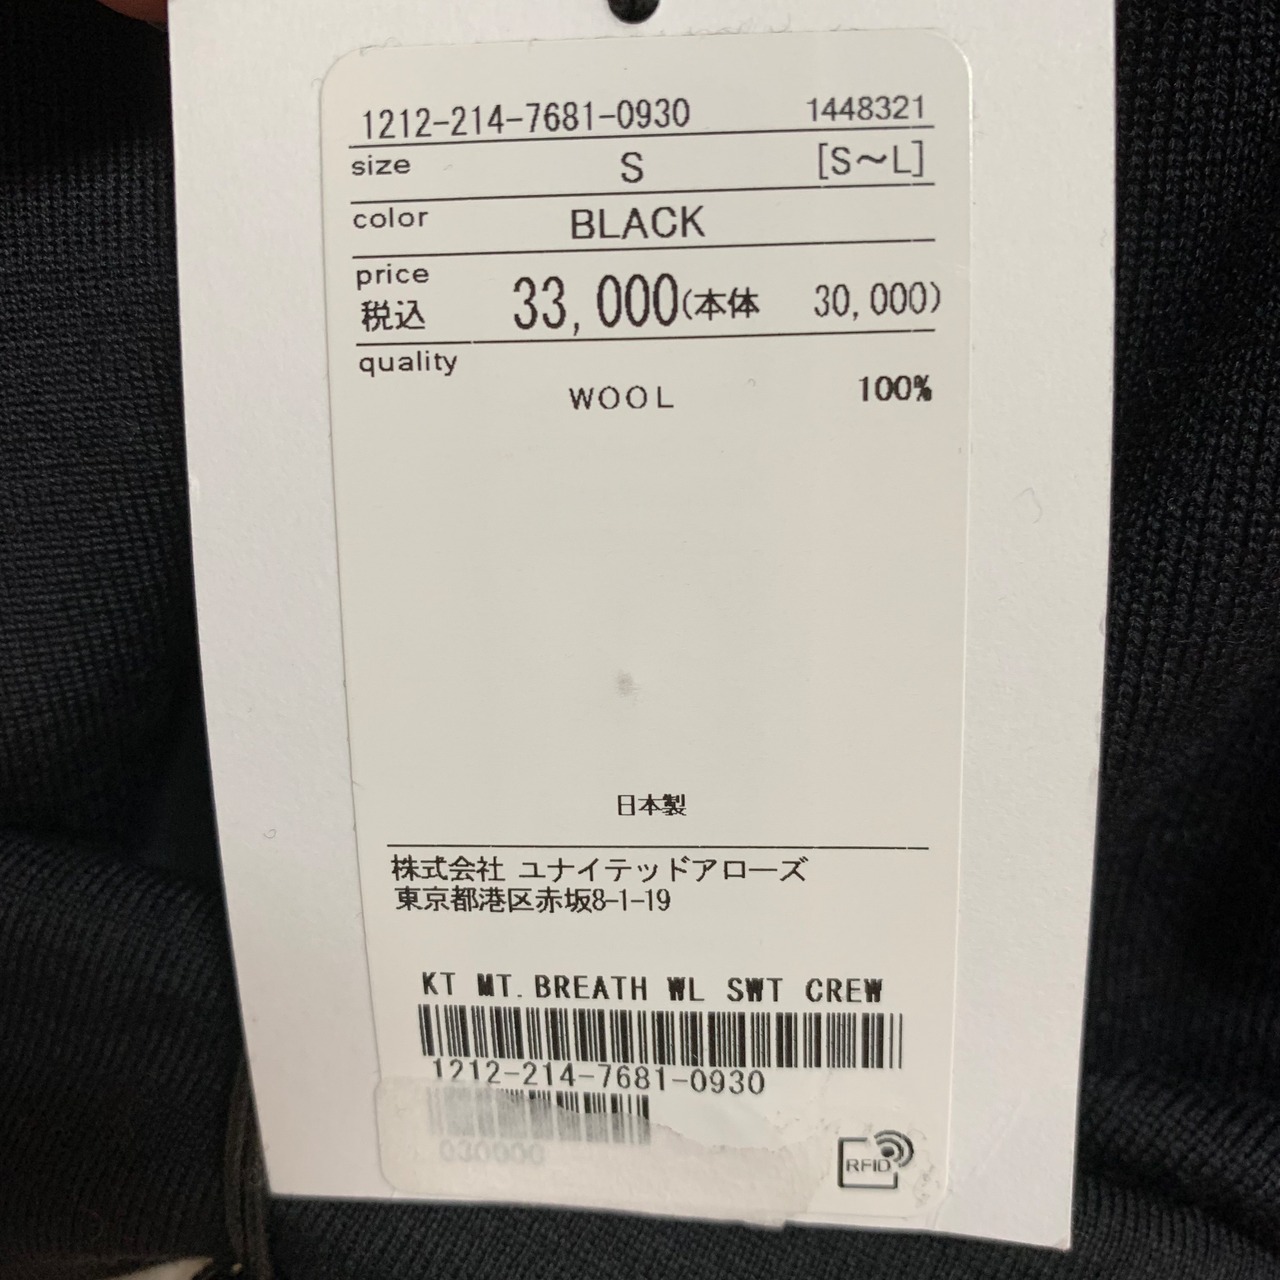 1212-214-7681-0930 1448321
size S [S～L]
color BLACK
price
税込 33,000(本体 30,000)
quality
WOOL 100%
日本製
株式会社 ユナイテッドアローズ
東京都港区赤坂8-1-19
KT MT.BREATH WL SWT CREW
1212-214-7681-0930
030000
RFID